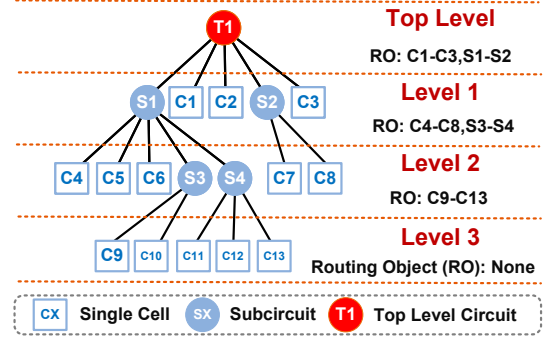 T1
Top Level
RO: C1-C3,S1-S2
S1 C1 C2 S2 C3
Level 1
RO: C4-C8,S3-S4
C4 C5 C6 S3 S4 C7 C8
Level 2
RO: C9-C13
C9 C10 C11 C12 C13
Level 3
Routing Object (RO): None
CX Single Cell SX Subcircuit T1 Top Level Circuit